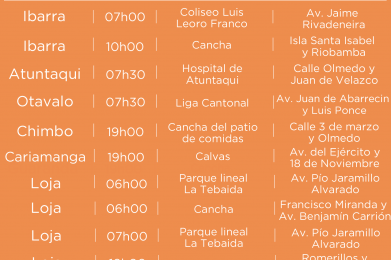 Ibarra 07h00 Coliseo Luis Leoro Franco Av. Jaime Rivadeneira
Ibarra 10h00 Cancha Isla Santa Isabel y Riobamba
Atuntaqui 07h30 Hospital de Atuntaqui Calle Olmedo y Juan de Velazco
Otavalo 07h30 Liga Cantonal Av. Juan de Abarrecin y Luis Ponce
Chimbo 19h00 Cancha del patio de comidas Calle 3 de marzo y Olmedo
Cariamanga 19h00 Calvas Av. del Ejército y 18 de Noviembre
Loja 06h00 Parque lineal La Tebaida Av. Pío Jaramillo Alvarado
Loja 06h00 Cancha Francisco Miranda y Av. Benjamín Carrión
Loja 07h00 Parque lineal La Tebaida Av. Pío Jaramillo Alvarado
Romerillos y